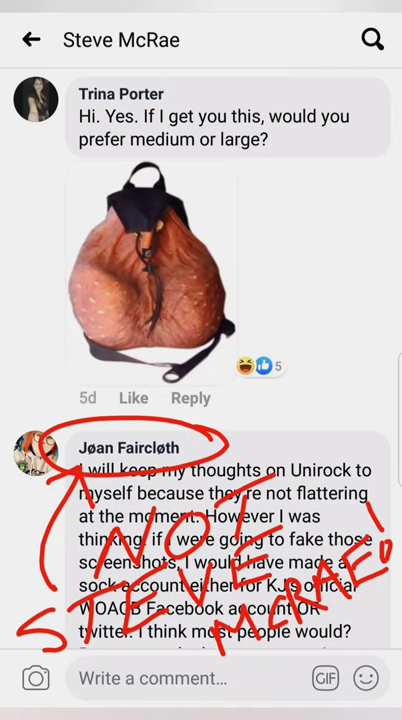 Steve McRae
Trina Porter
Hi. Yes. If I get you this, would you
prefer medium or large?
5
5d Like Reply
Jøan Faircløth
I will keep my thoughts on Unirock to
myself because they're not flattering
at the moment. However I was
thinking, if I were going to fake those
screenshots, I would have made a
sock account either for KJ's official
WOACB Facebook account OR
twitter. I think most people would?
NOT
STEVE
McRAE!
Write a comment...
GIF